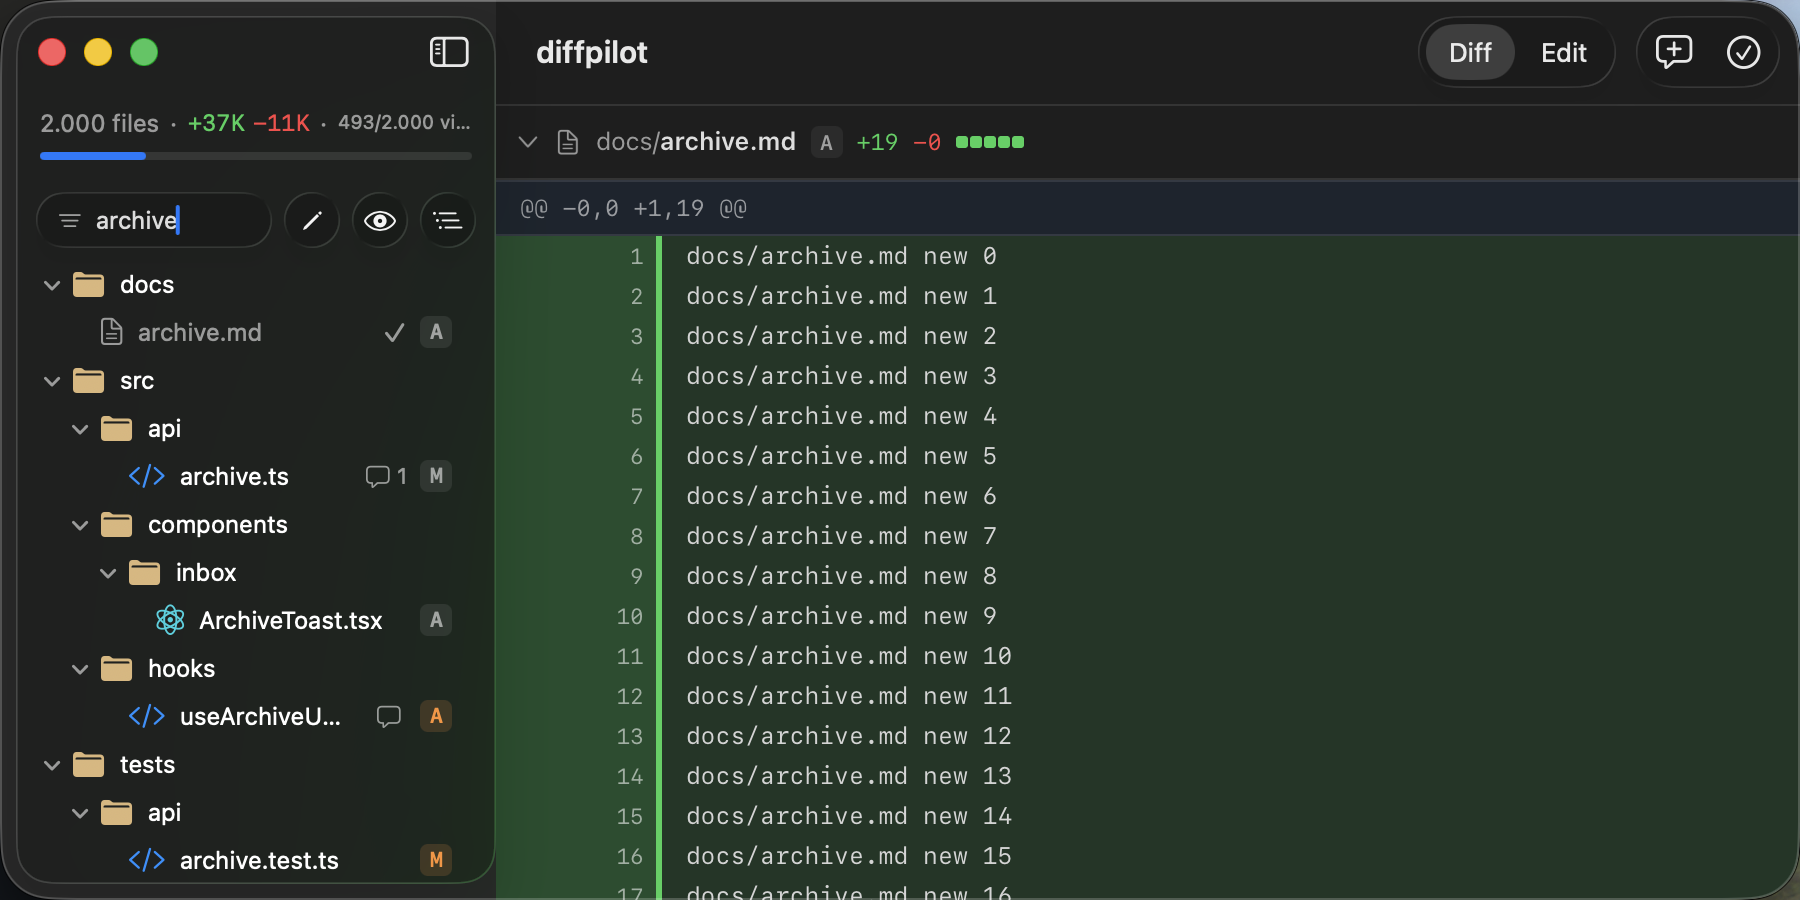 diffpilot
Diff
Edit
2.000 files · +37K −11K · 493/2.000 vi...
archive
docs
archive.md A
src
api
archive.ts 1 M
components
inbox
ArchiveToast.tsx A
hooks
useArchiveU... A
tests
api
archive.test.ts M
docs/archive.md A +19 −0
@@ −0,0 +1,19 @@
1 docs/archive.md new 0
2 docs/archive.md new 1
3 docs/archive.md new 2
4 docs/archive.md new 3
5 docs/archive.md new 4
6 docs/archive.md new 5
7 docs/archive.md new 6
8 docs/archive.md new 7
9 docs/archive.md new 8
10 docs/archive.md new 9
11 docs/archive.md new 10
12 docs/archive.md new 11
13 docs/archive.md new 12
14 docs/archive.md new 13
15 docs/archive.md new 14
16 docs/archive.md new 15
17 docs/archive.md new 16